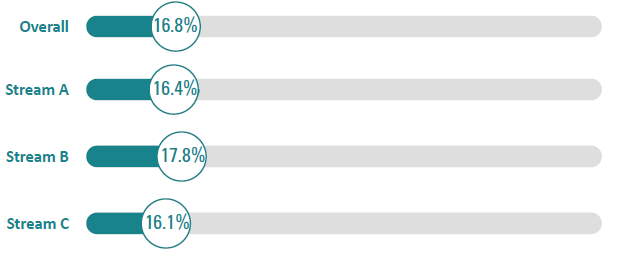 Overall 16.8%
Stream A 16.4%
Stream B 17.8%
Stream C 16.1%